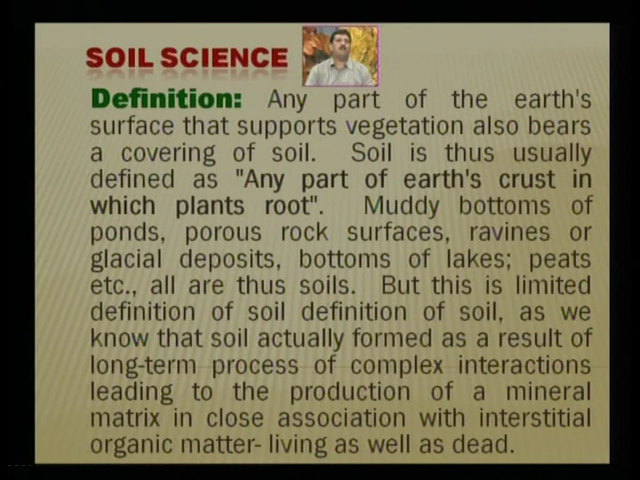 SOIL SCIENCE
Definition: Any part of the earth's
surface that supports vegetation also bears
a covering of soil. Soil is thus usually
defined as "Any part of earth's crust in
which plants root". Muddy bottoms of
ponds, porous rock surfaces, ravines or
glacial deposits, bottoms of lakes; peats
etc., all are thus soils. But this is limited
definition of soil definition of soil, as we
know that soil actually formed as a result of
long-term process of complex interactions
leading to the production of a mineral
matrix in close association with interstitial
organic matter- living as well as dead.